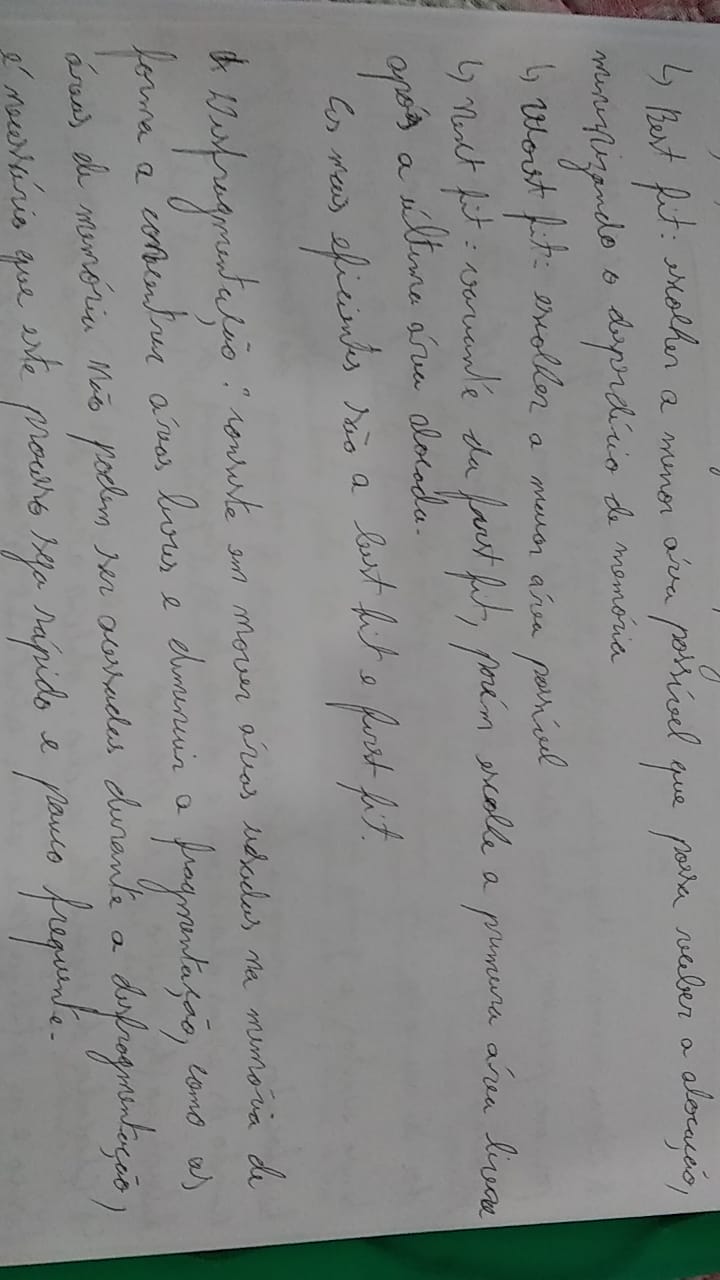 ↳ Best fit: escolher a menor área possível que possa receber a alocação,
minimizando o desperdício de memória
↳ Worst fit: escolher a maior área possível
↳ Next fit: variante da first fit, porém escolhe a primeira área livre
após a última área alocada.
As mais eficientes são a best fit e first fit.
Desfragmentação: consiste em mover áreas usadas na memória de
forma a concentrar áreas livres e diminuir a fragmentação, como as
áreas de memória não podem ser acessadas durante a desfragmentação,
é necessário que este processo seja rápido e pouco frequente.